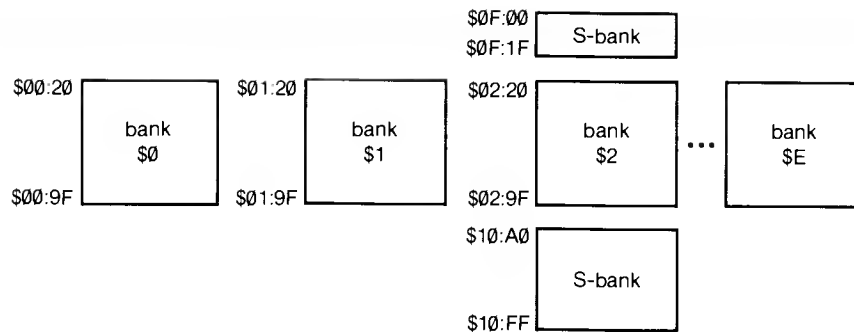 $0F:00
S-bank
$0F:1F
$00:20
$01:20
$02:20
bank
$0
bank
$1
bank
$2
...
bank
$E
$00:9F
$01:9F
$02:9F
$10:A0
S-bank
$10:FF